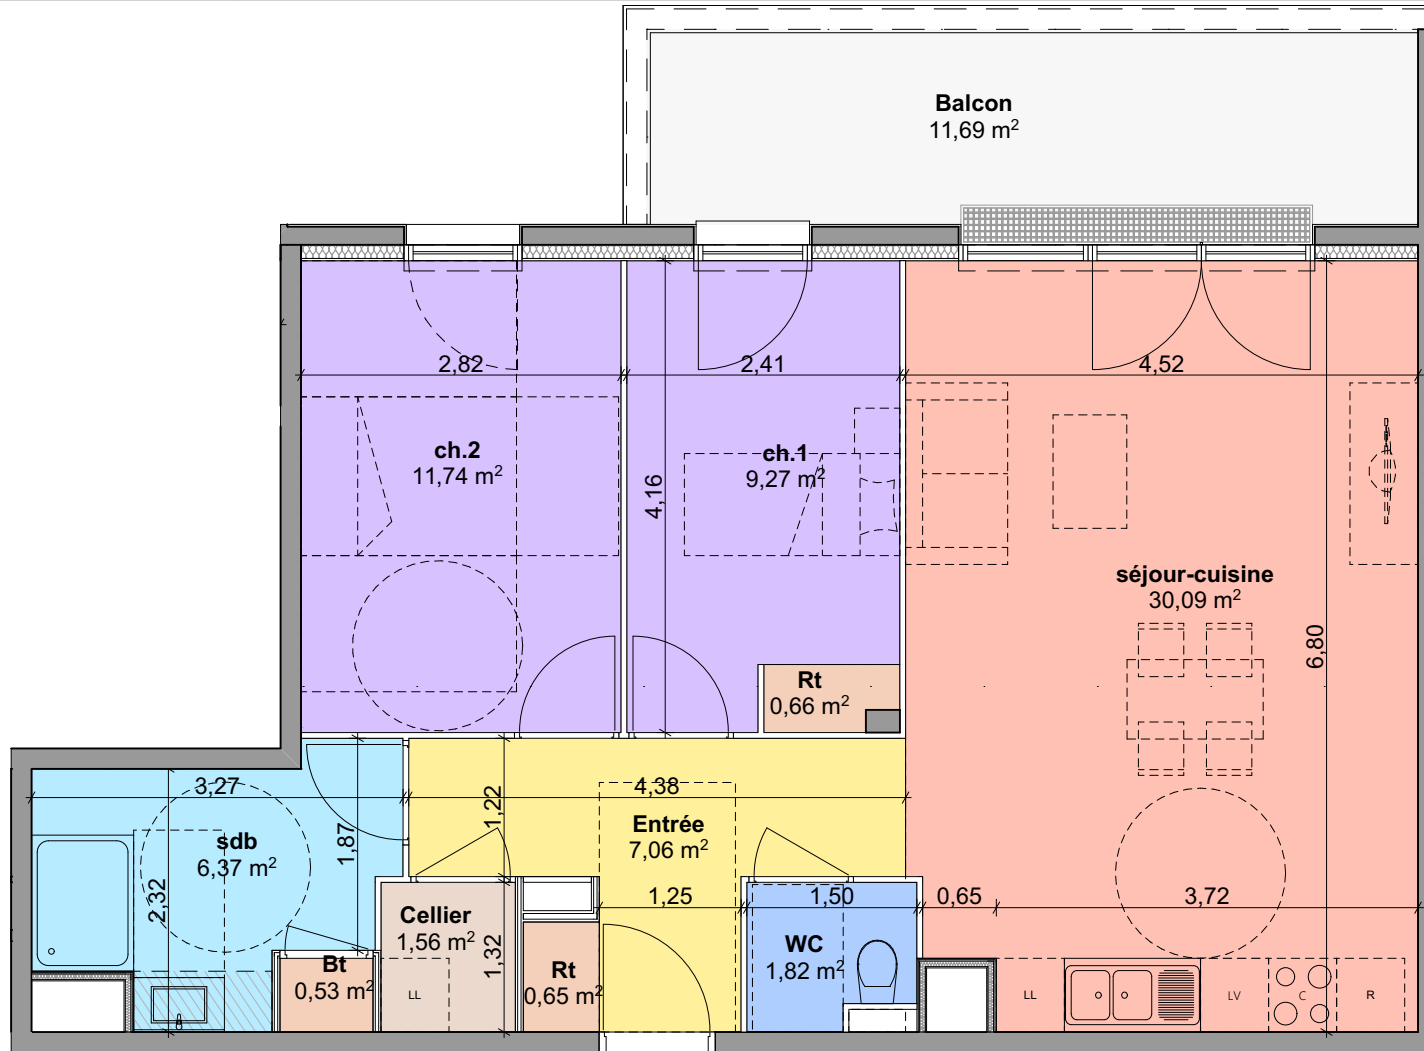 Balcon
11,69 m²
2,82
2,41
4,52
ch.2
11,74 m²
ch.1
9,27 m²
4,16
séjour-cuisine
30,09 m²
6,80
Rt
0,66 m²
3,27
4,38
1,22
1,87
sdb
6,37 m²
Entrée
7,06 m²
2,32
1,25
1,50
0,65
3,72
Cellier
1,56 m²
1,32
WC
1,82 m²
Bt
0,53 m²
Rt
0,65 m²
LL
LL
LV
C
R